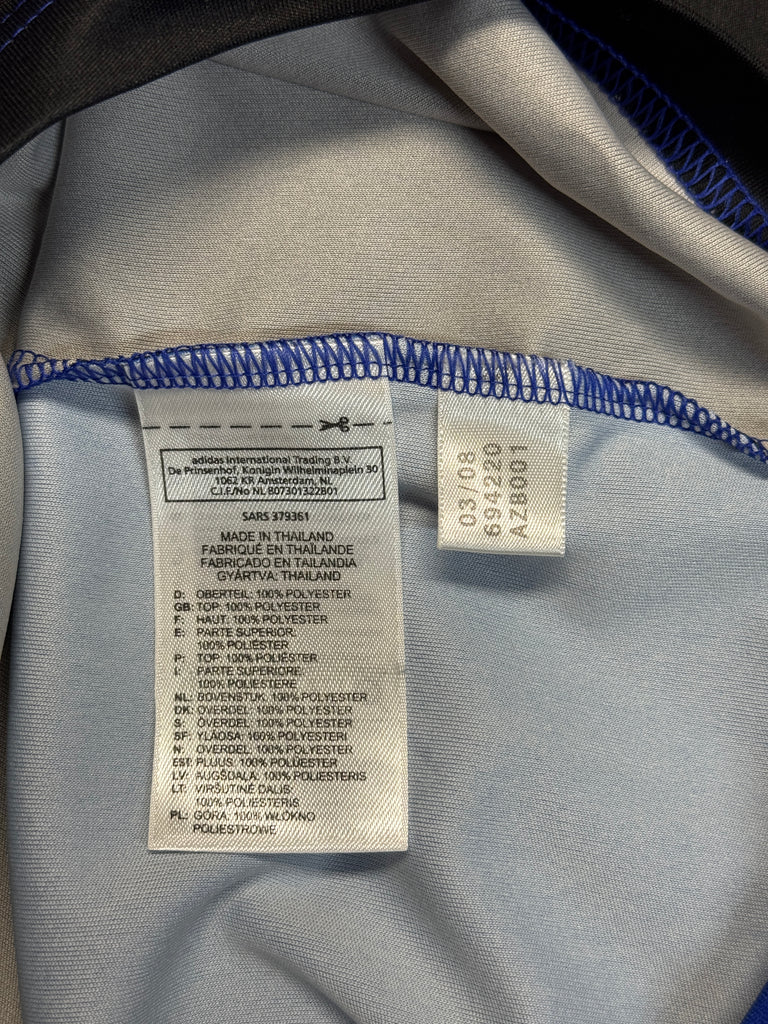 adidas International Trading B.V.
De Prinsenhof, Konigin Wilhelminaplein 30
1062 KR Amsterdam, NL
C.I.F./No NL 807301322B01
SARS 379361
MADE IN THAILAND
FABRIQUÉ EN THAÏLANDE
FABRICADO EN TAILANDIA
GYÁRTVA: THAILAND
D: OBERTEIL: 100% POLYESTER
GB: TOP: 100% POLYESTER
F: HAUT: 100% POLYESTER
E: PARTE SUPERIOR:
100% POLIÉSTER
P: TOP: 100% POLIÉSTER
I: PARTE SUPERIORE:
100% POLIESTERE
NL: BOVENSTUK: 100% POLYESTER
DK: OVERDEL: 100% POLYESTER
S: ÖVERDEL: 100% POLYESTER
SF: YLÄOSA: 100% POLYESTERI
N: OVERDEL: 100% POLYESTER
EST: PLUUS: 100% POLÜESTER
LV: AUGŠDAĻA: 100% POLIESTERIS
LT: VIRŠUTINĖ DALIS:
100% POLIESTERIS
PL: GÓRA: 100% WŁÓKNO
POLIESTROWE
03/08
694220
AZB001